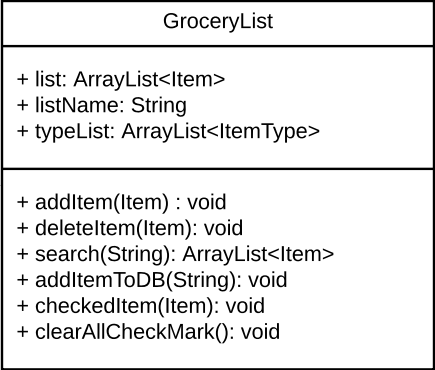 GroceryList
+ list: ArrayList<Item>
+ listName: String
+ typeList: ArrayList<ItemType>
+ addItem(Item) : void
+ deleteItem(Item): void
+ search(String): ArrayList<Item>
+ addItemToDB(String): void
+ checkedItem(Item): void
+ clearAllCheckMark(): void